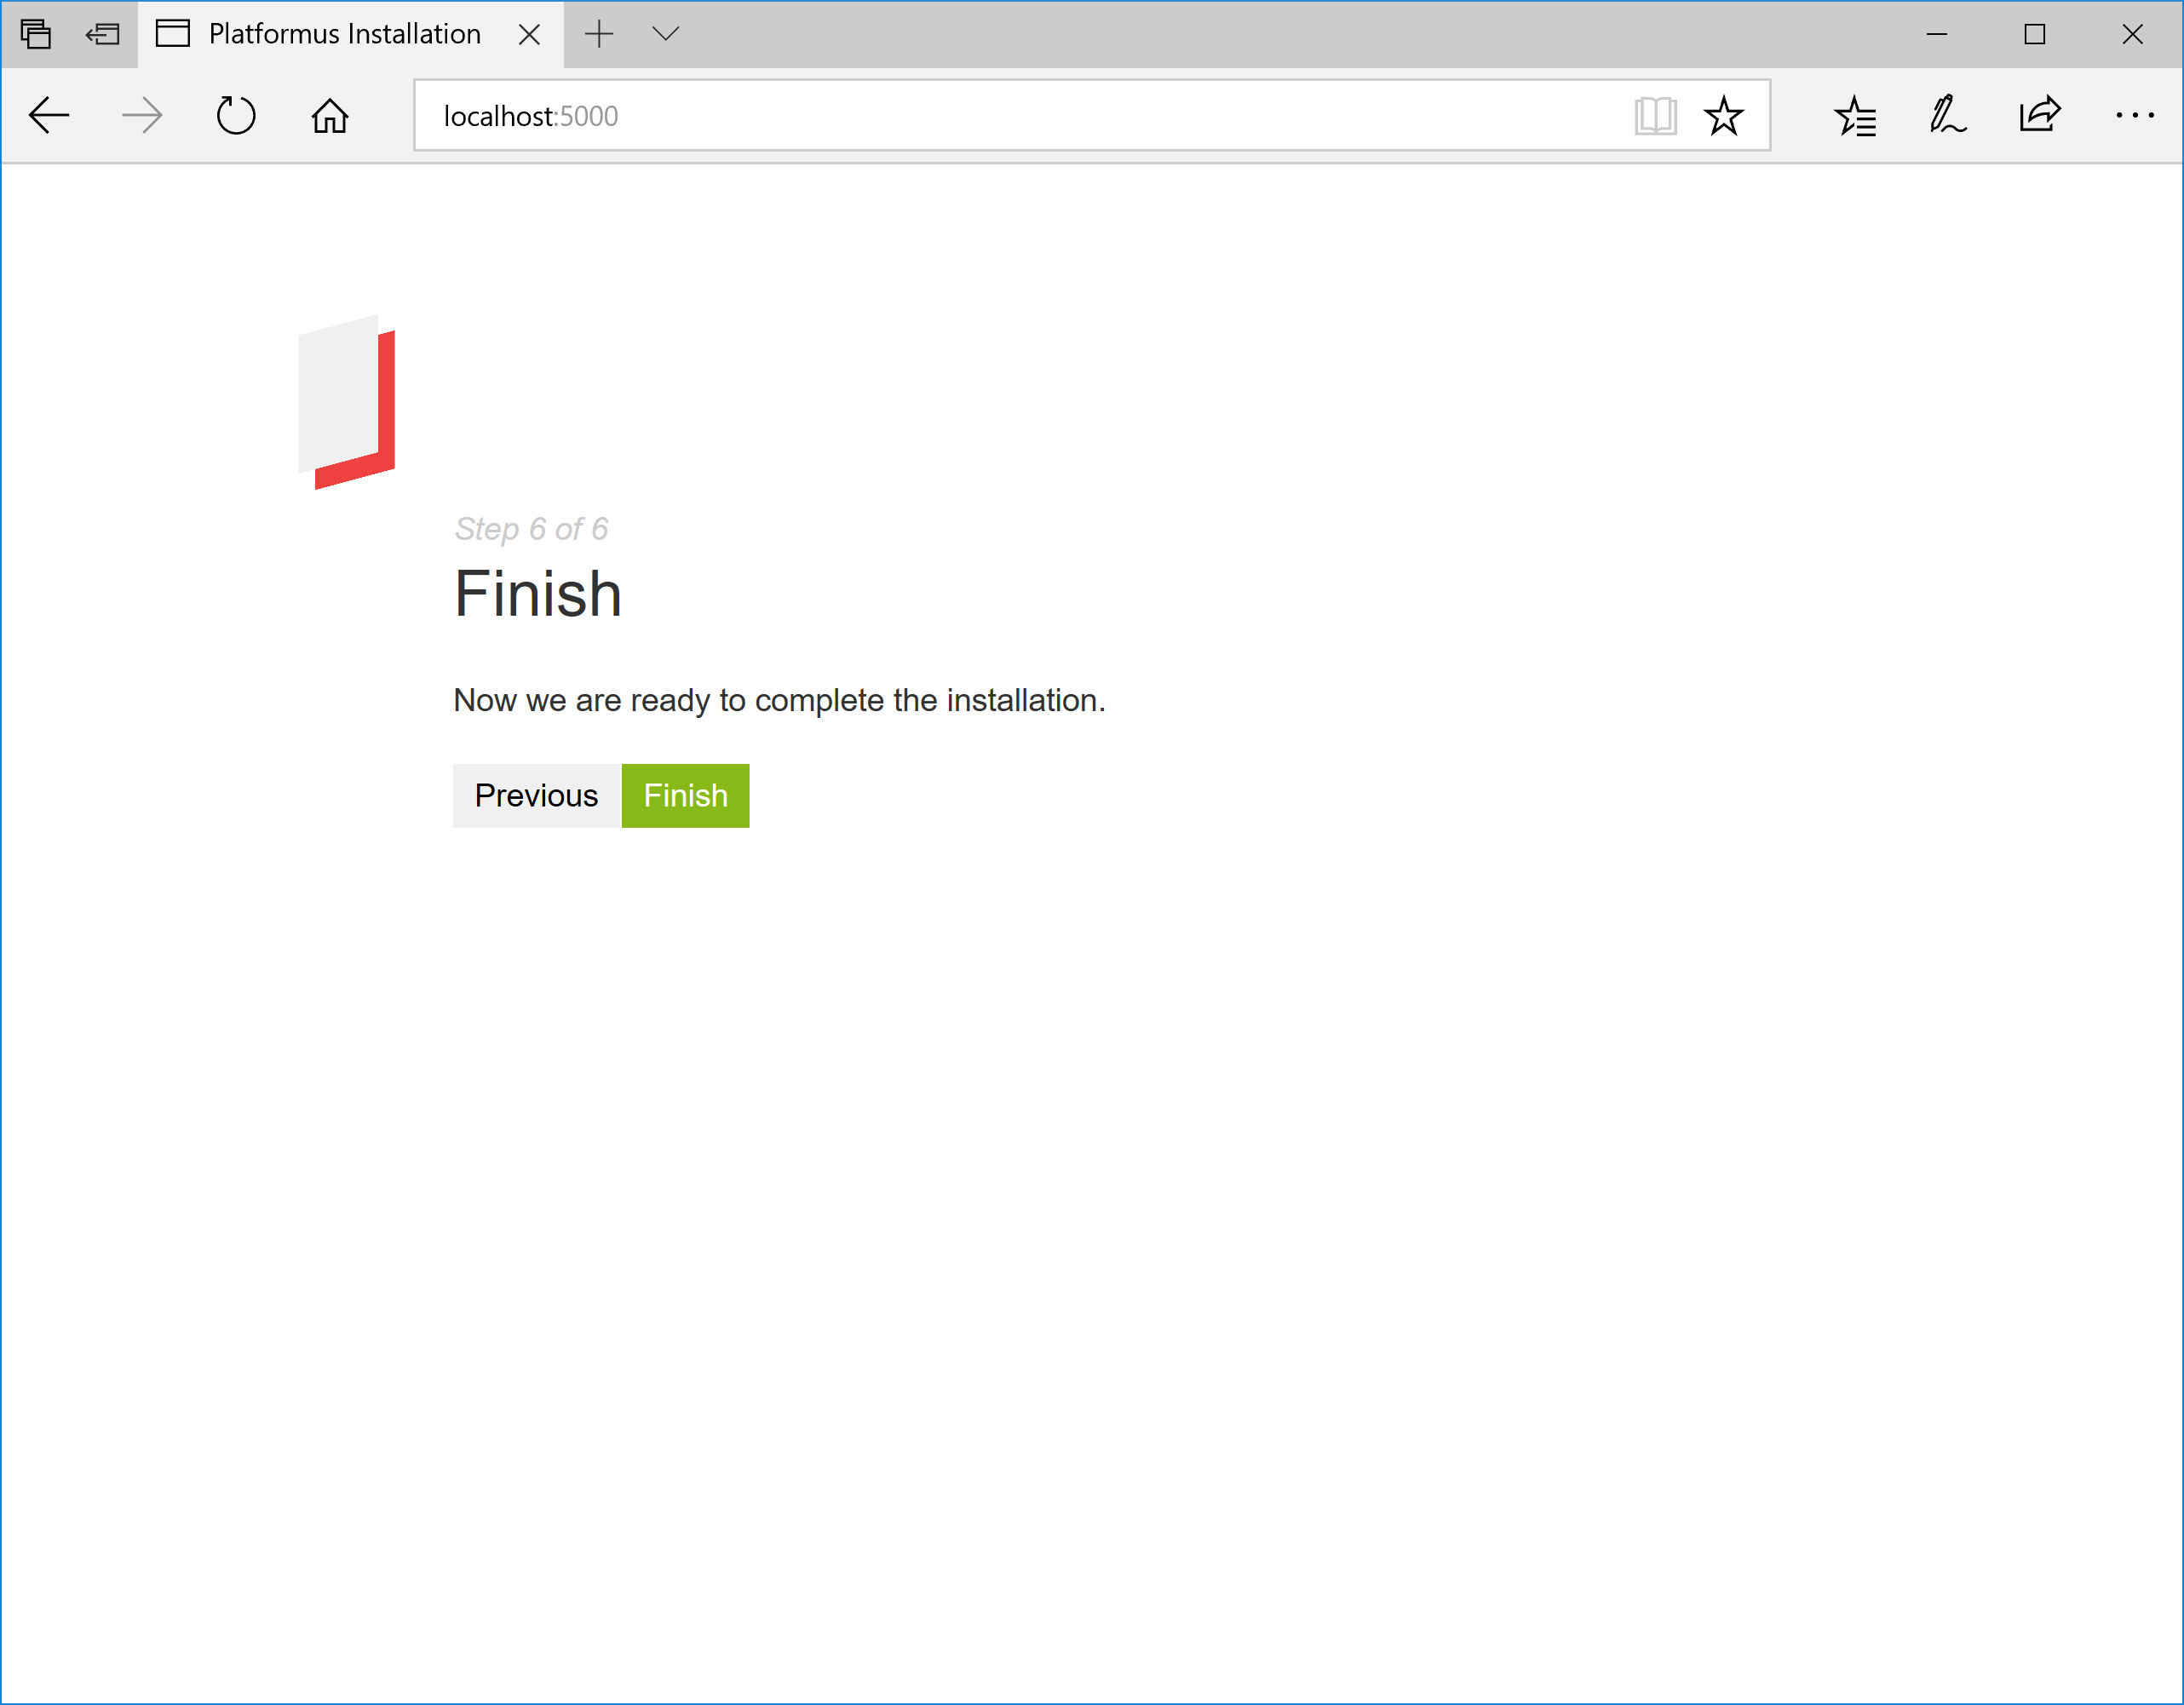 Platformus Installation
localhost:5000
Step 6 of 6
Finish
Now we are ready to complete the installation.
Previous Finish